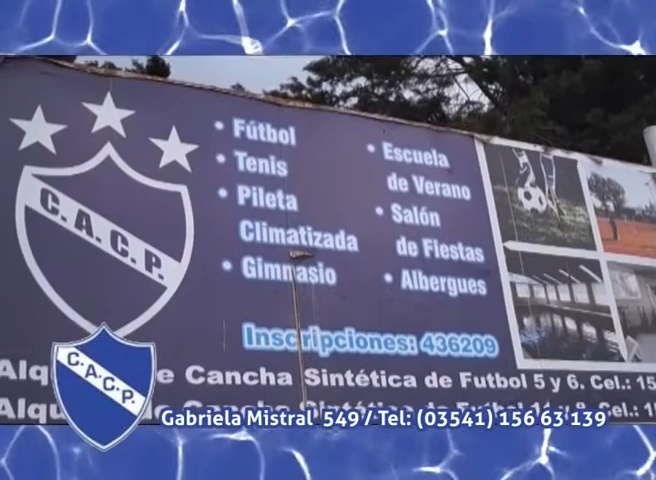 C.A.C.P.
• Fútbol
• Tenis
• Pileta
Climatizada
• Gimnasio
• Escuela
de Verano
• Salón
de Fiestas
• Albergues
Inscripciones: 436209
de Cancha Sintética de Futbol 5 y 6. Cel.: 15
C.A.C.P.
Gabriela Mistral 549 / Tel: (03541) 156 63 139